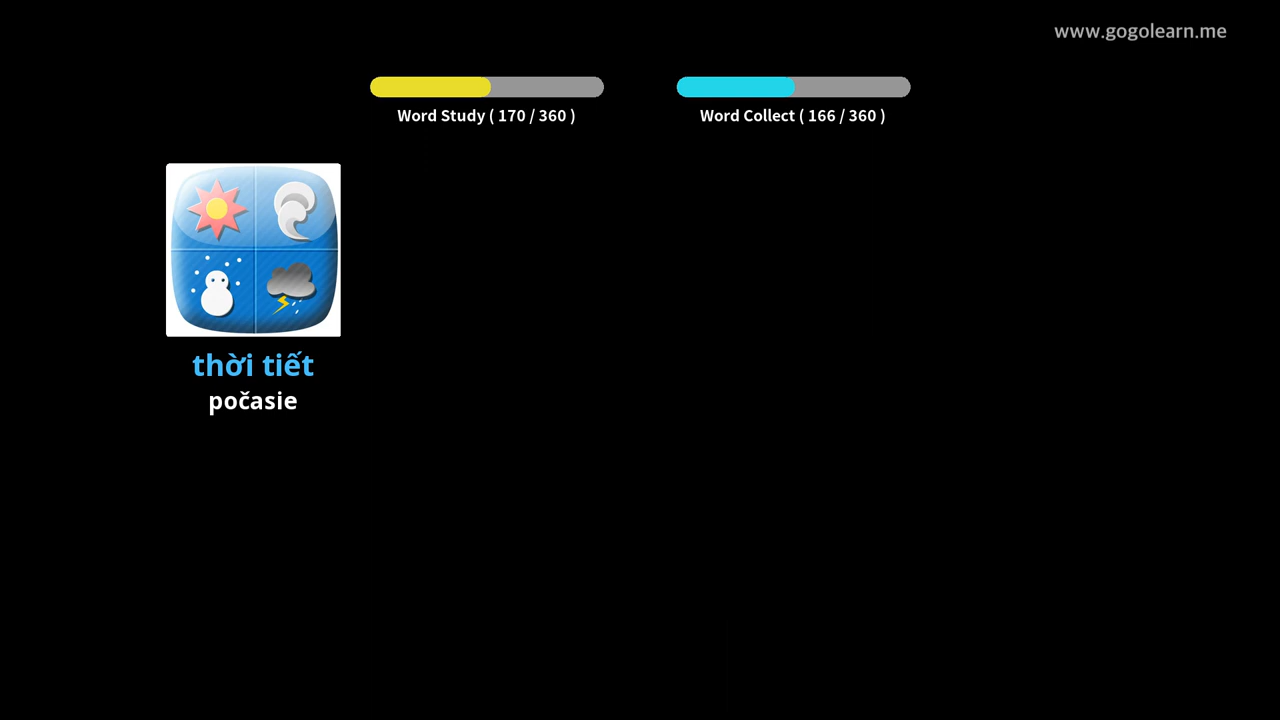 www.gogolearn.me
Word Study ( 170 / 360 )
Word Collect ( 166 / 360 )
thời tiết
počasie